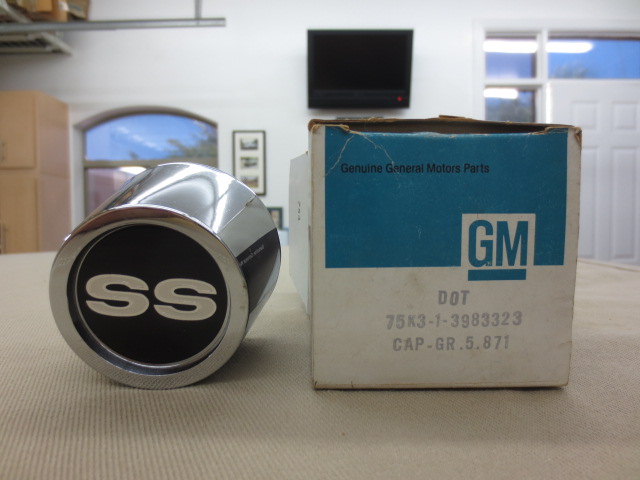 SS
Genuine General Motors Parts
GM
DOT
75K3-1-3983323
CAP-GR.5.871